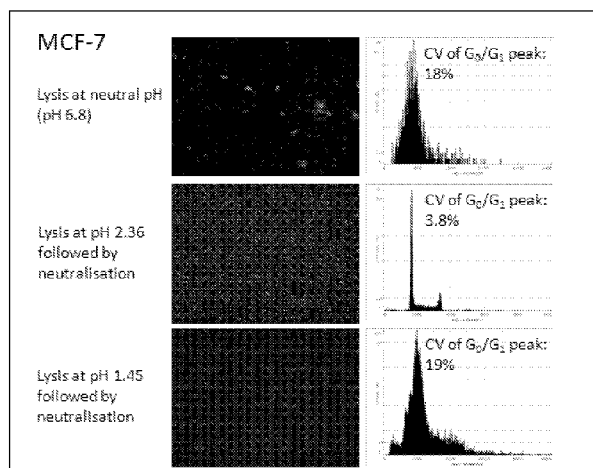 MCF-7
Lysis at neutral pH
(pH 6.8)
CV of G₀/G₁ peak:
18%
Lysis at pH 2.36
followed by
neutralisation
CV of G₀/G₁ peak:
3.8%
Lysis at pH 1.45
followed by
neutralisation
CV of G₀/G₁ peak:
19%